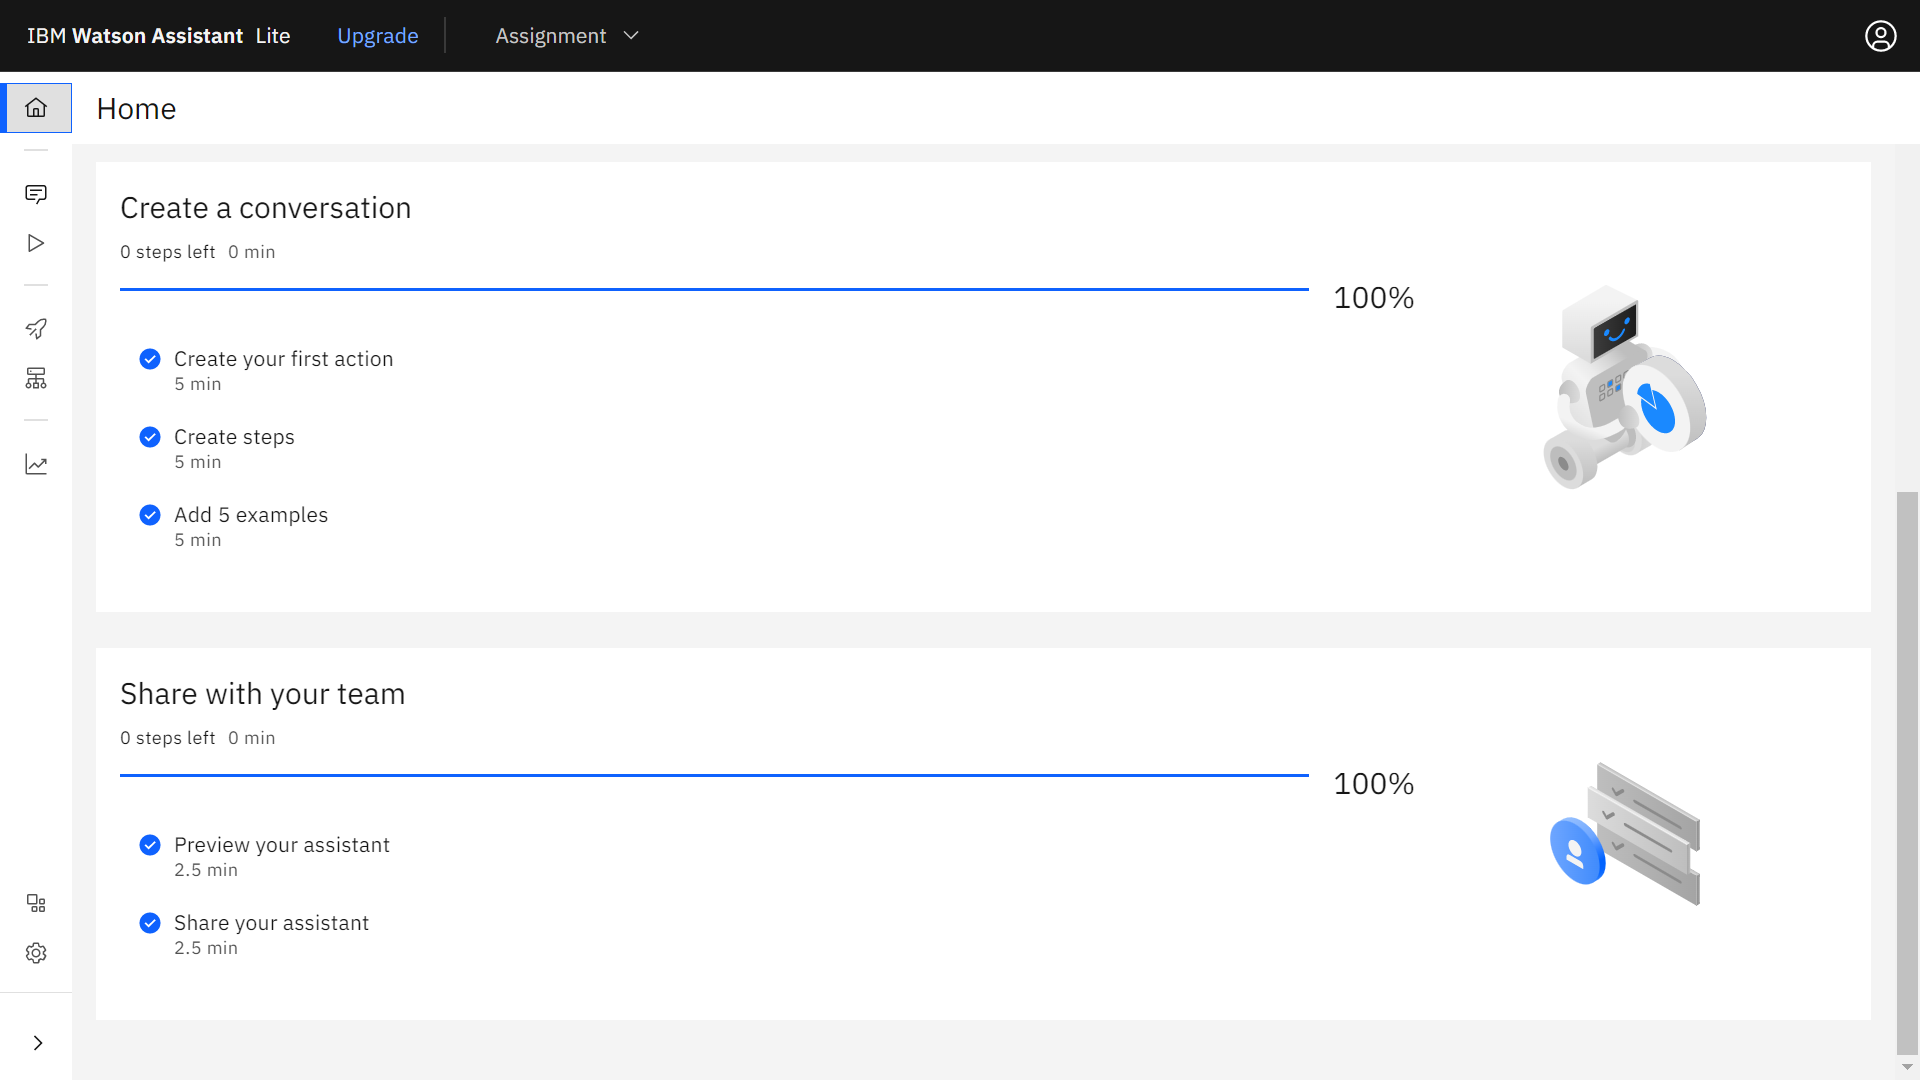 IBM Watson Assistant Lite Upgrade Assignment
Home
Create a conversation
0 steps left 0 min
100%
Create your first action
5 min
Create steps
5 min
Add 5 examples
5 min
Share with your team
0 steps left 0 min
100%
Preview your assistant
2.5 min
Share your assistant
2.5 min